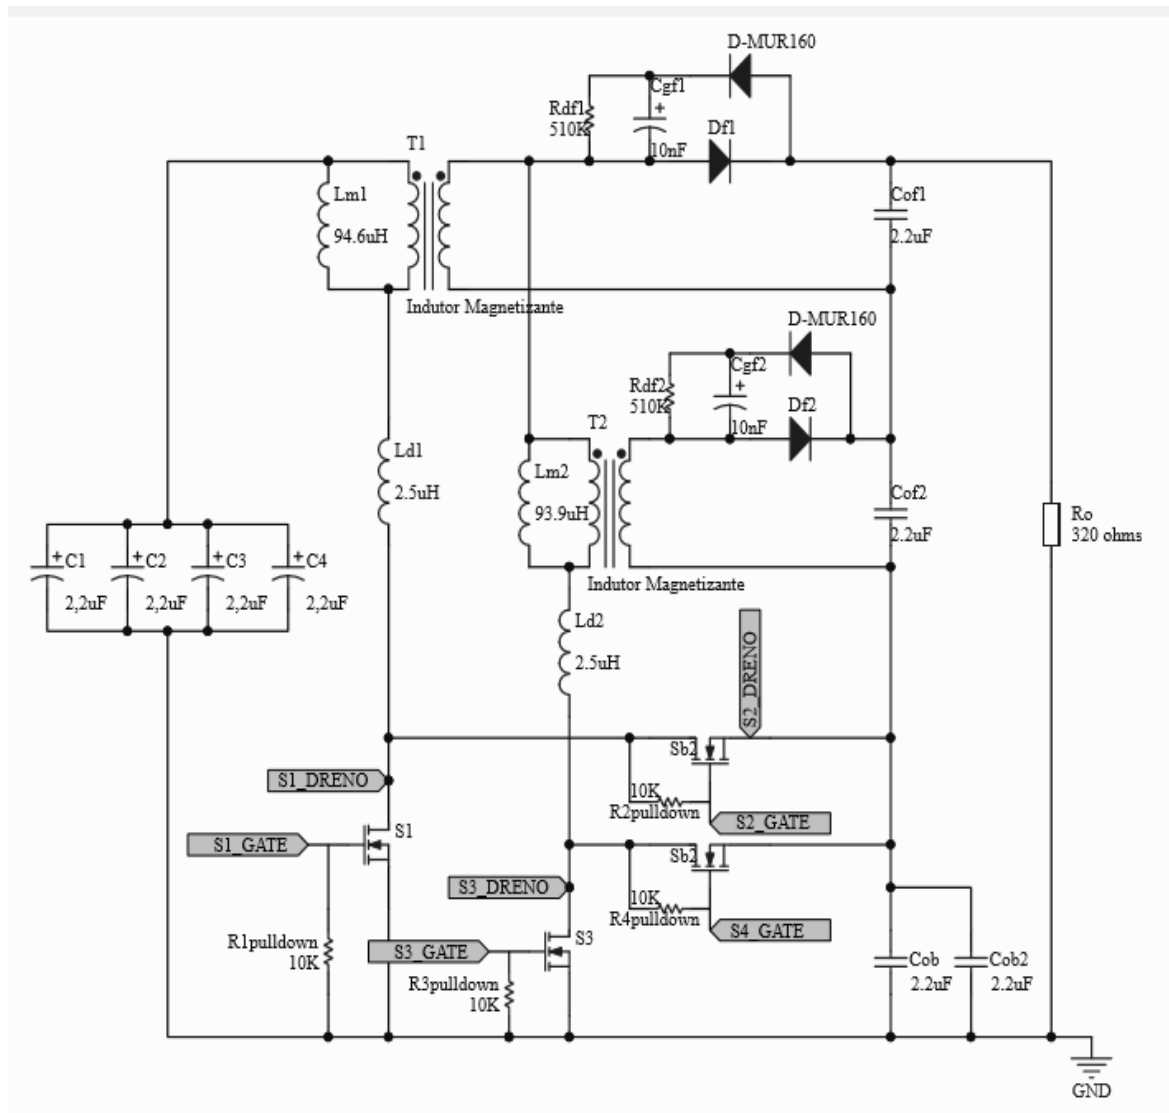 D-MUR160
Cgf1
Rdf1
510K
10nF
Df1
T1
Lm1
94.6uH
Cof1
2.2uF
Indutor Magnetizante
D-MUR160
Cgf2
Rdf2
510K
10nF
Df2
T2
Ld1
2.5uH
Lm2
93.9uH
Cof2
2.2uF
Ro
320 ohms
+C1
2,2uF
+C2
2,2uF
+C3
2,2uF
+C4
2,2uF
Indutor Magnetizante
Ld2
2.5uH
S2_DRENO
Sb2
10K
R2pulldown
S2_GATE
S1_DRENO
S1
S1_GATE
Sb2
10K
R4pulldown
S4_GATE
S3_DRENO
S3
S3_GATE
R1pulldown
10K
R3pulldown
10K
Cob
2.2uF
Cob2
2.2uF
GND